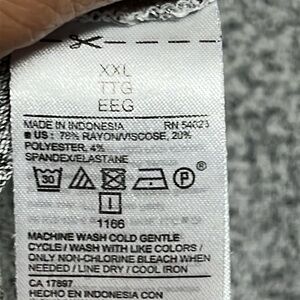 XXL
TTG
EEG
MADE IN INDONESIA RN 54023
US : 78% RAYON/VISCOSE, 20%
POLYESTER, 4%
SPANDEX/ELASTANE
30 P
1166
MACHINE WASH COLD GENTLE
CYCLE / WASH WITH LIKE COLORS /
ONLY NON-CHLORINE BLEACH WHEN
NEEDED / LINE DRY / COOL IRON
CA 17897
HECHO EN INDONESIA CON